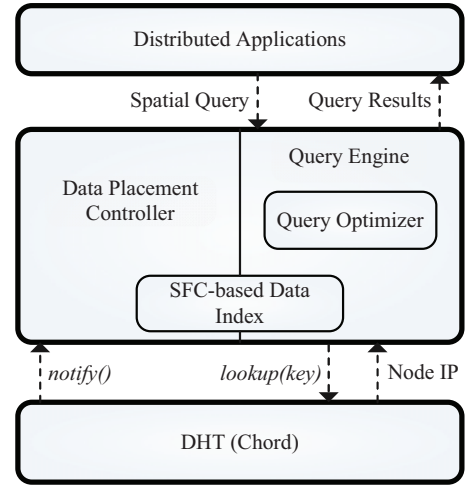 Distributed Applications
Spatial Query
Query Results
Query Engine
Data Placement
Controller
Query Optimizer
SFC-based Data
Index
notify()
lookup(key)
Node IP
DHT (Chord)